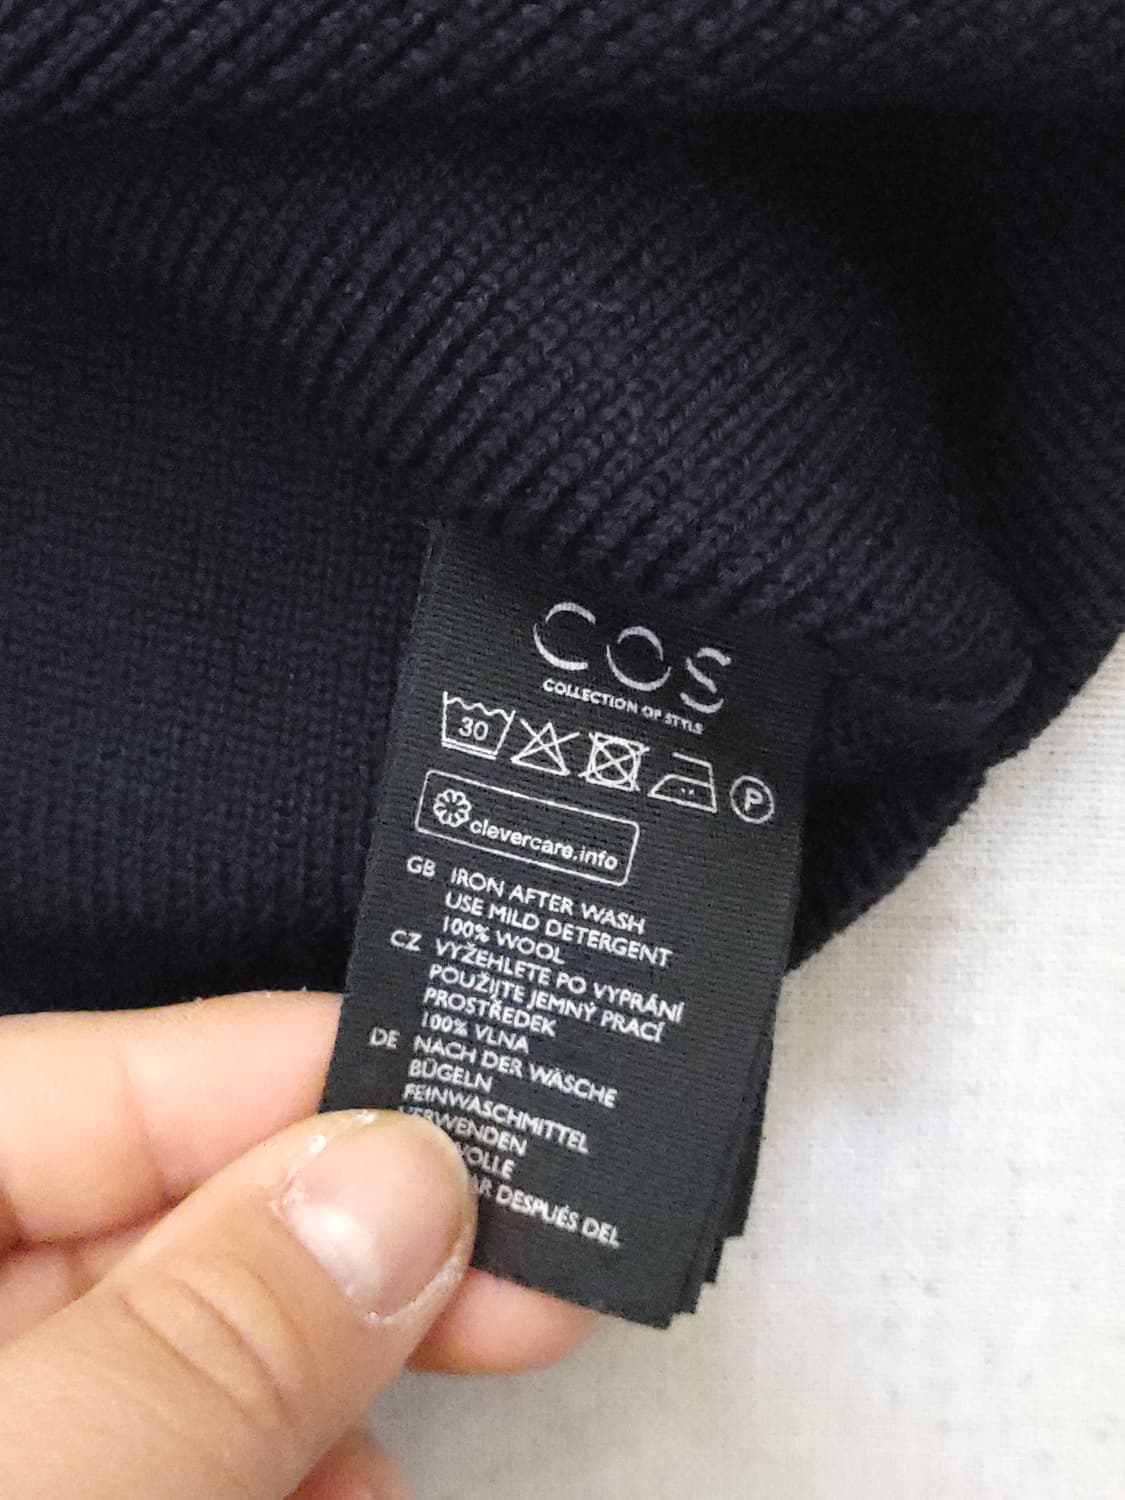 COS
COLLECTION OF STYLE
30
P
clevercare.info
GB IRON AFTER WASH
USE MILD DETERGENT
100% WOOL
CZ VYŽEHLETE PO VYPRÁNÍ
POUŽIJTE JEMNÝ PRACÍ
PROSTŘEDEK
100% VLNA
DE NACH DER WÄSCHE
BÜGELN
FEINWASCHMITTEL
VERWENDEN
DESPUÉS DEL